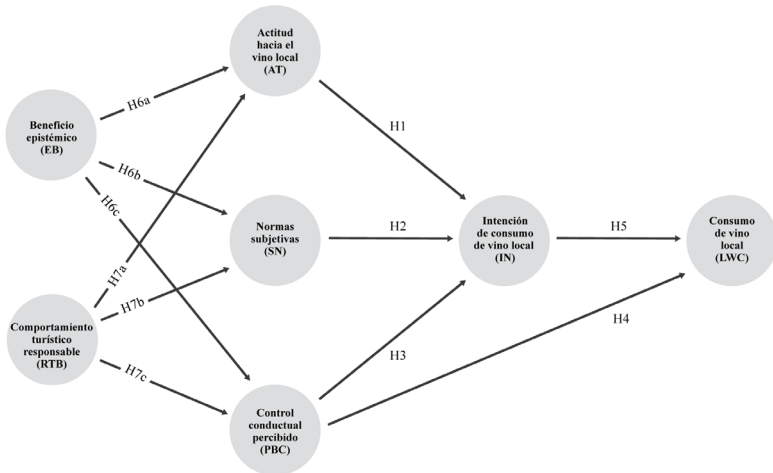 Actitud
hacia el
vino local
(AT)
H6a
H1
Beneficio
epistémico
(EB)
H6b
H6c
Normas
subjetivas
(SN)
H2
Intención
de consumo
de vino local
(IN)
H5
Consumo
de vino
local
(LWC)
H7a
H7b
Comportamiento
turístico
responsable
(RTB)
H7c
H3
H4
Control
conductual
percibido
(PBC)